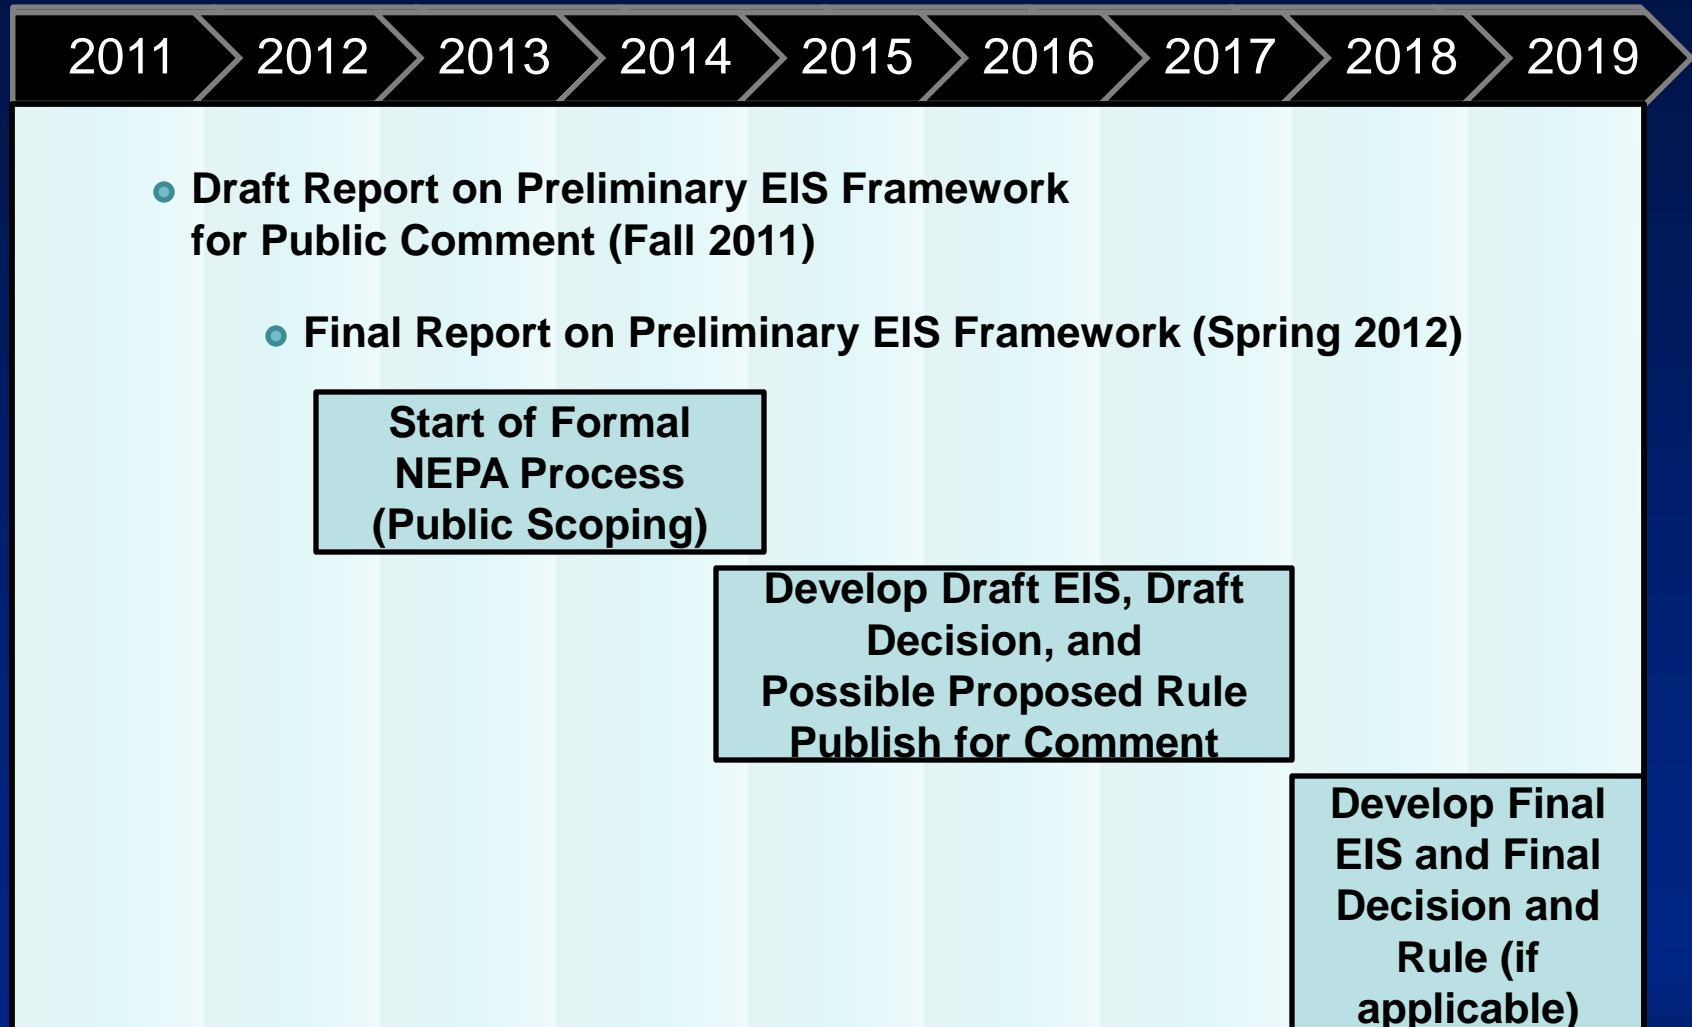 2011 2012 2013 2014 2015 2016 2017 2018 2019
Draft Report on Preliminary EIS Framework
for Public Comment (Fall 2011)
Final Report on Preliminary EIS Framework (Spring 2012)
Start of Formal
NEPA Process
(Public Scoping)
Develop Draft EIS, Draft
Decision, and
Possible Proposed Rule
Publish for Comment
Develop Final
EIS and Final
Decision and
Rule (if
applicable)